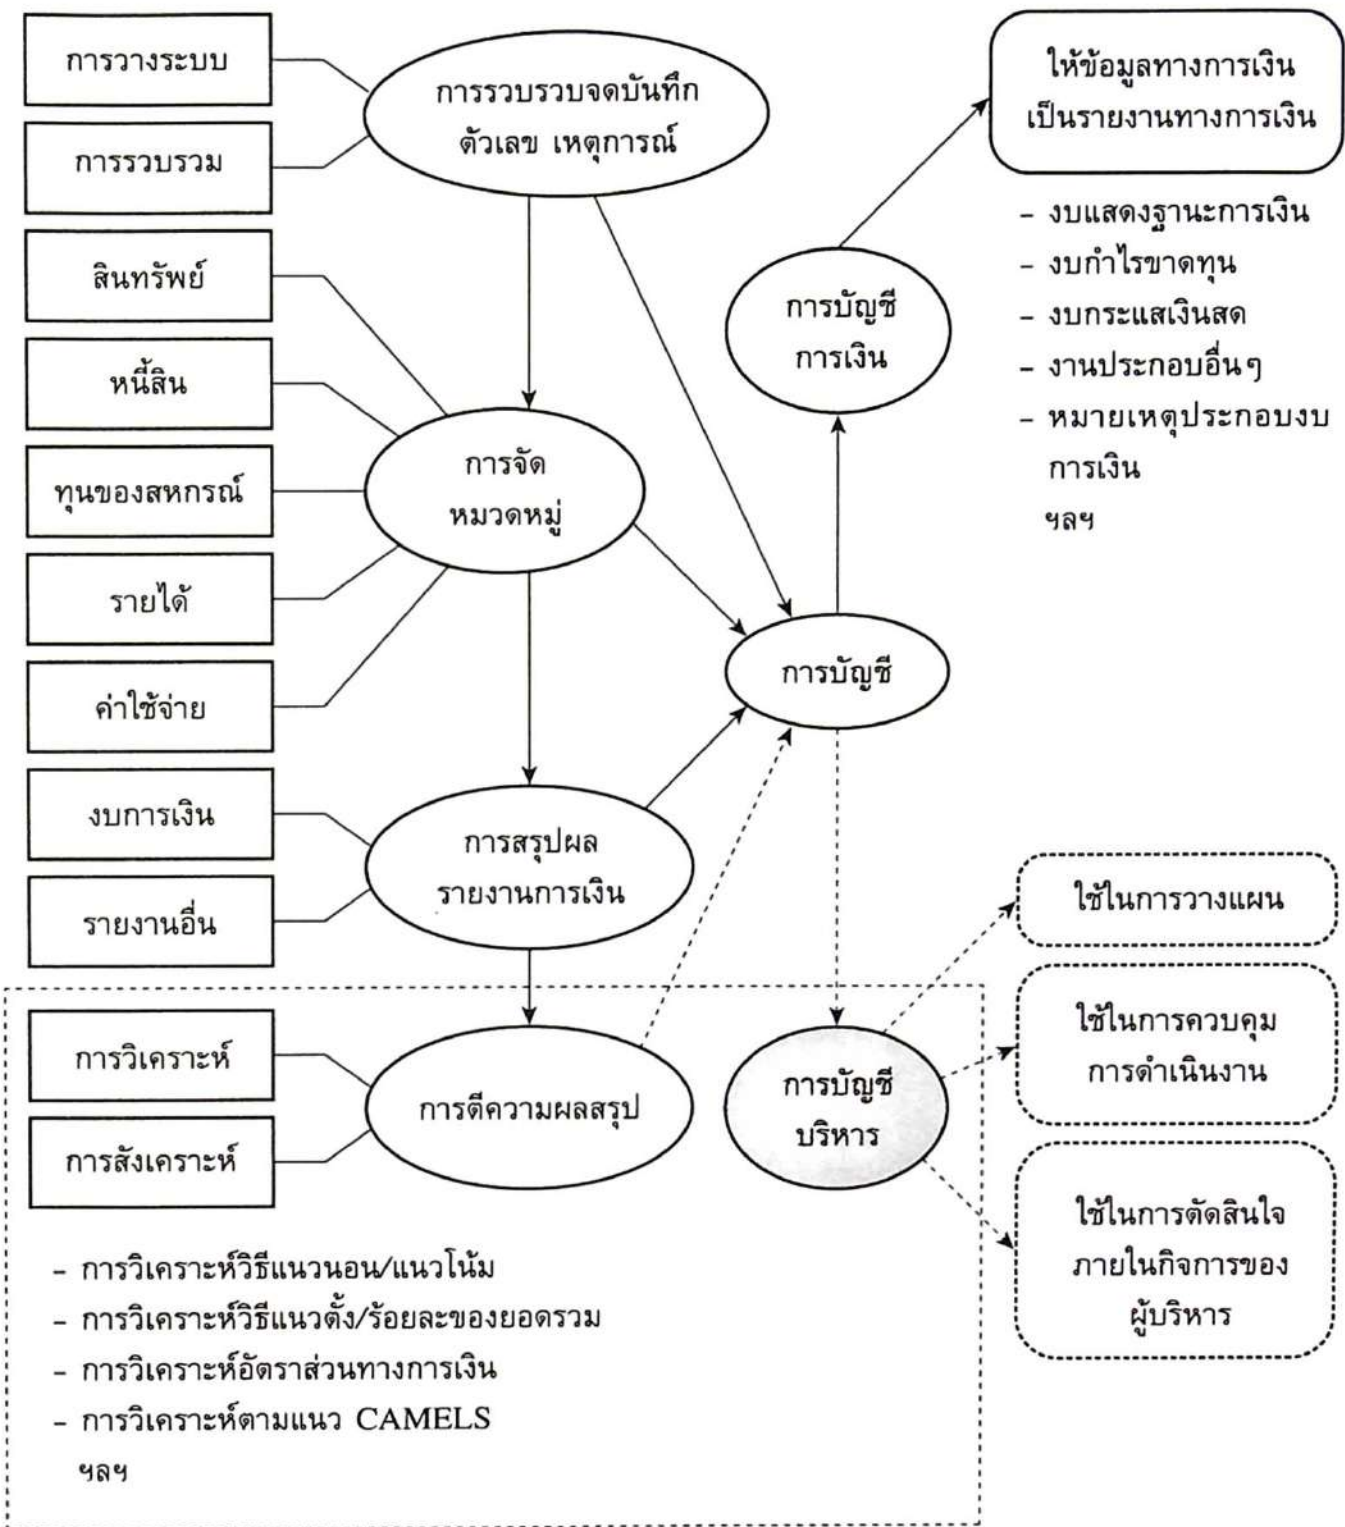 การวางระบบ
การรวบรวม
สินทรัพย์
หนี้สิน
ทุนของสหกรณ์
รายได้
ค่าใช้จ่าย
งบการเงิน
รายงานอื่น
การวิเคราะห์
การสังเคราะห์
การรวบรวบจดบันทึก
ตัวเลข เหตุการณ์
การจัด
หมวดหมู่
การสรุปผล
รายงานการเงิน
การตีความผลสรุป
การบัญชี
การเงิน
การบัญชี
การบัญชี
บริหาร
ให้ข้อมูลทางการเงิน
เป็นรายงานทางการเงิน
- งบแสดงฐานะการเงิน
- งบกำไรขาดทุน
- งบกระแสเงินสด
- งานประกอบอื่นๆ
- หมายเหตุประกอบงบ
การเงิน
ฯลฯ
ใช้ในการวางแผน
ใช้ในการควบคุม
การดำเนินงาน
ใช้ในการตัดสินใจ
ภายในกิจการของ
ผู้บริหาร
- การวิเคราะห์วิธีแนวนอน/แนวโน้ม
- การวิเคราะห์วิธีแนวตั้ง/ร้อยละของยอดรวม
- การวิเคราะห์อัตราส่วนทางการเงิน
- การวิเคราะห์ตามแนว CAMELS
ฯลฯ